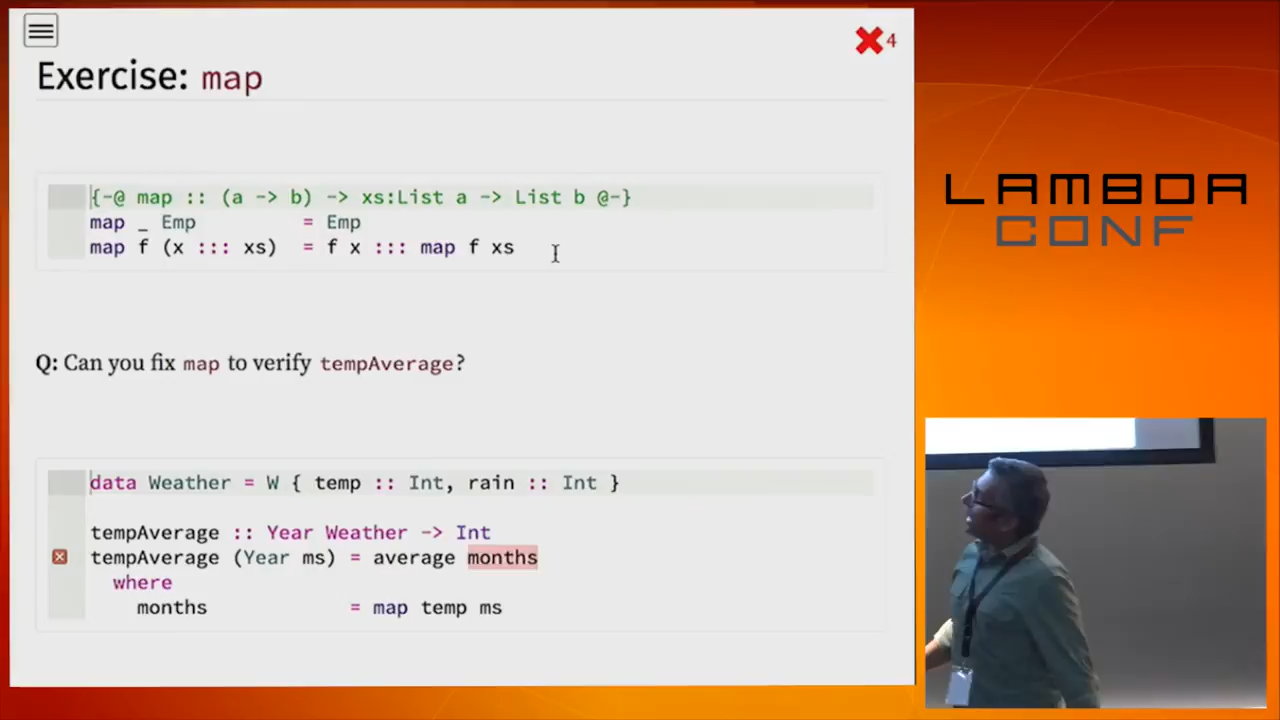 4
Exercise: map
{-@ map :: (a -> b) -> xs:List a -> List b @-}
map _ Emp = Emp
map f (x ::: xs) = f x ::: map f xs
Q: Can you fix map to verify tempAverage?
data Weather = W { temp :: Int, rain :: Int }
tempAverage :: Year Weather -> Int
tempAverage (Year ms) = average months
where
months = map temp ms
LAMBDA
CONF